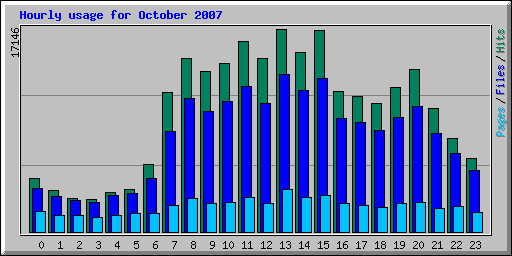 Hourly usage for October 2007
17146
Pages / Files / Hits
0 1 2 3 4 5 6 7 8 9 10 11 12 13 14 15 16 17 18 19 20 21 22 23